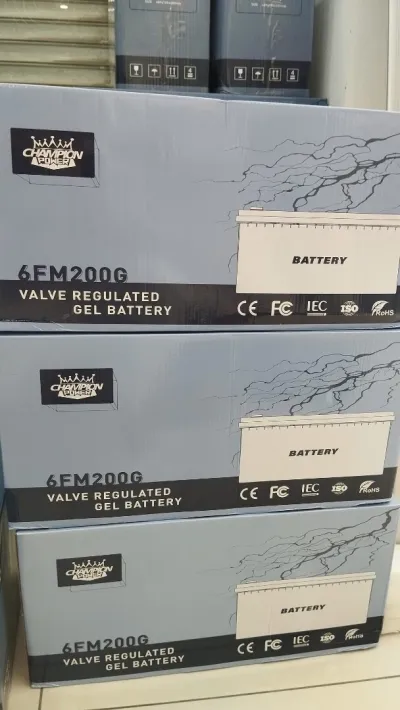 CHAMPION
POWER
BATTERY
6FM200G
VALVE REGULATED
GEL BATTERY
CE FC IEC ISO RoHS
CHAMPION
POWER
BATTERY
6FM200G
VALVE REGULATED
GEL BATTERY
CE FC IEC ISO RoHS
CHAMPION
POWER
BATTERY
6FM200G
VALVE REGULATED
GEL BATTERY
CE FC IEC ISO RoHS